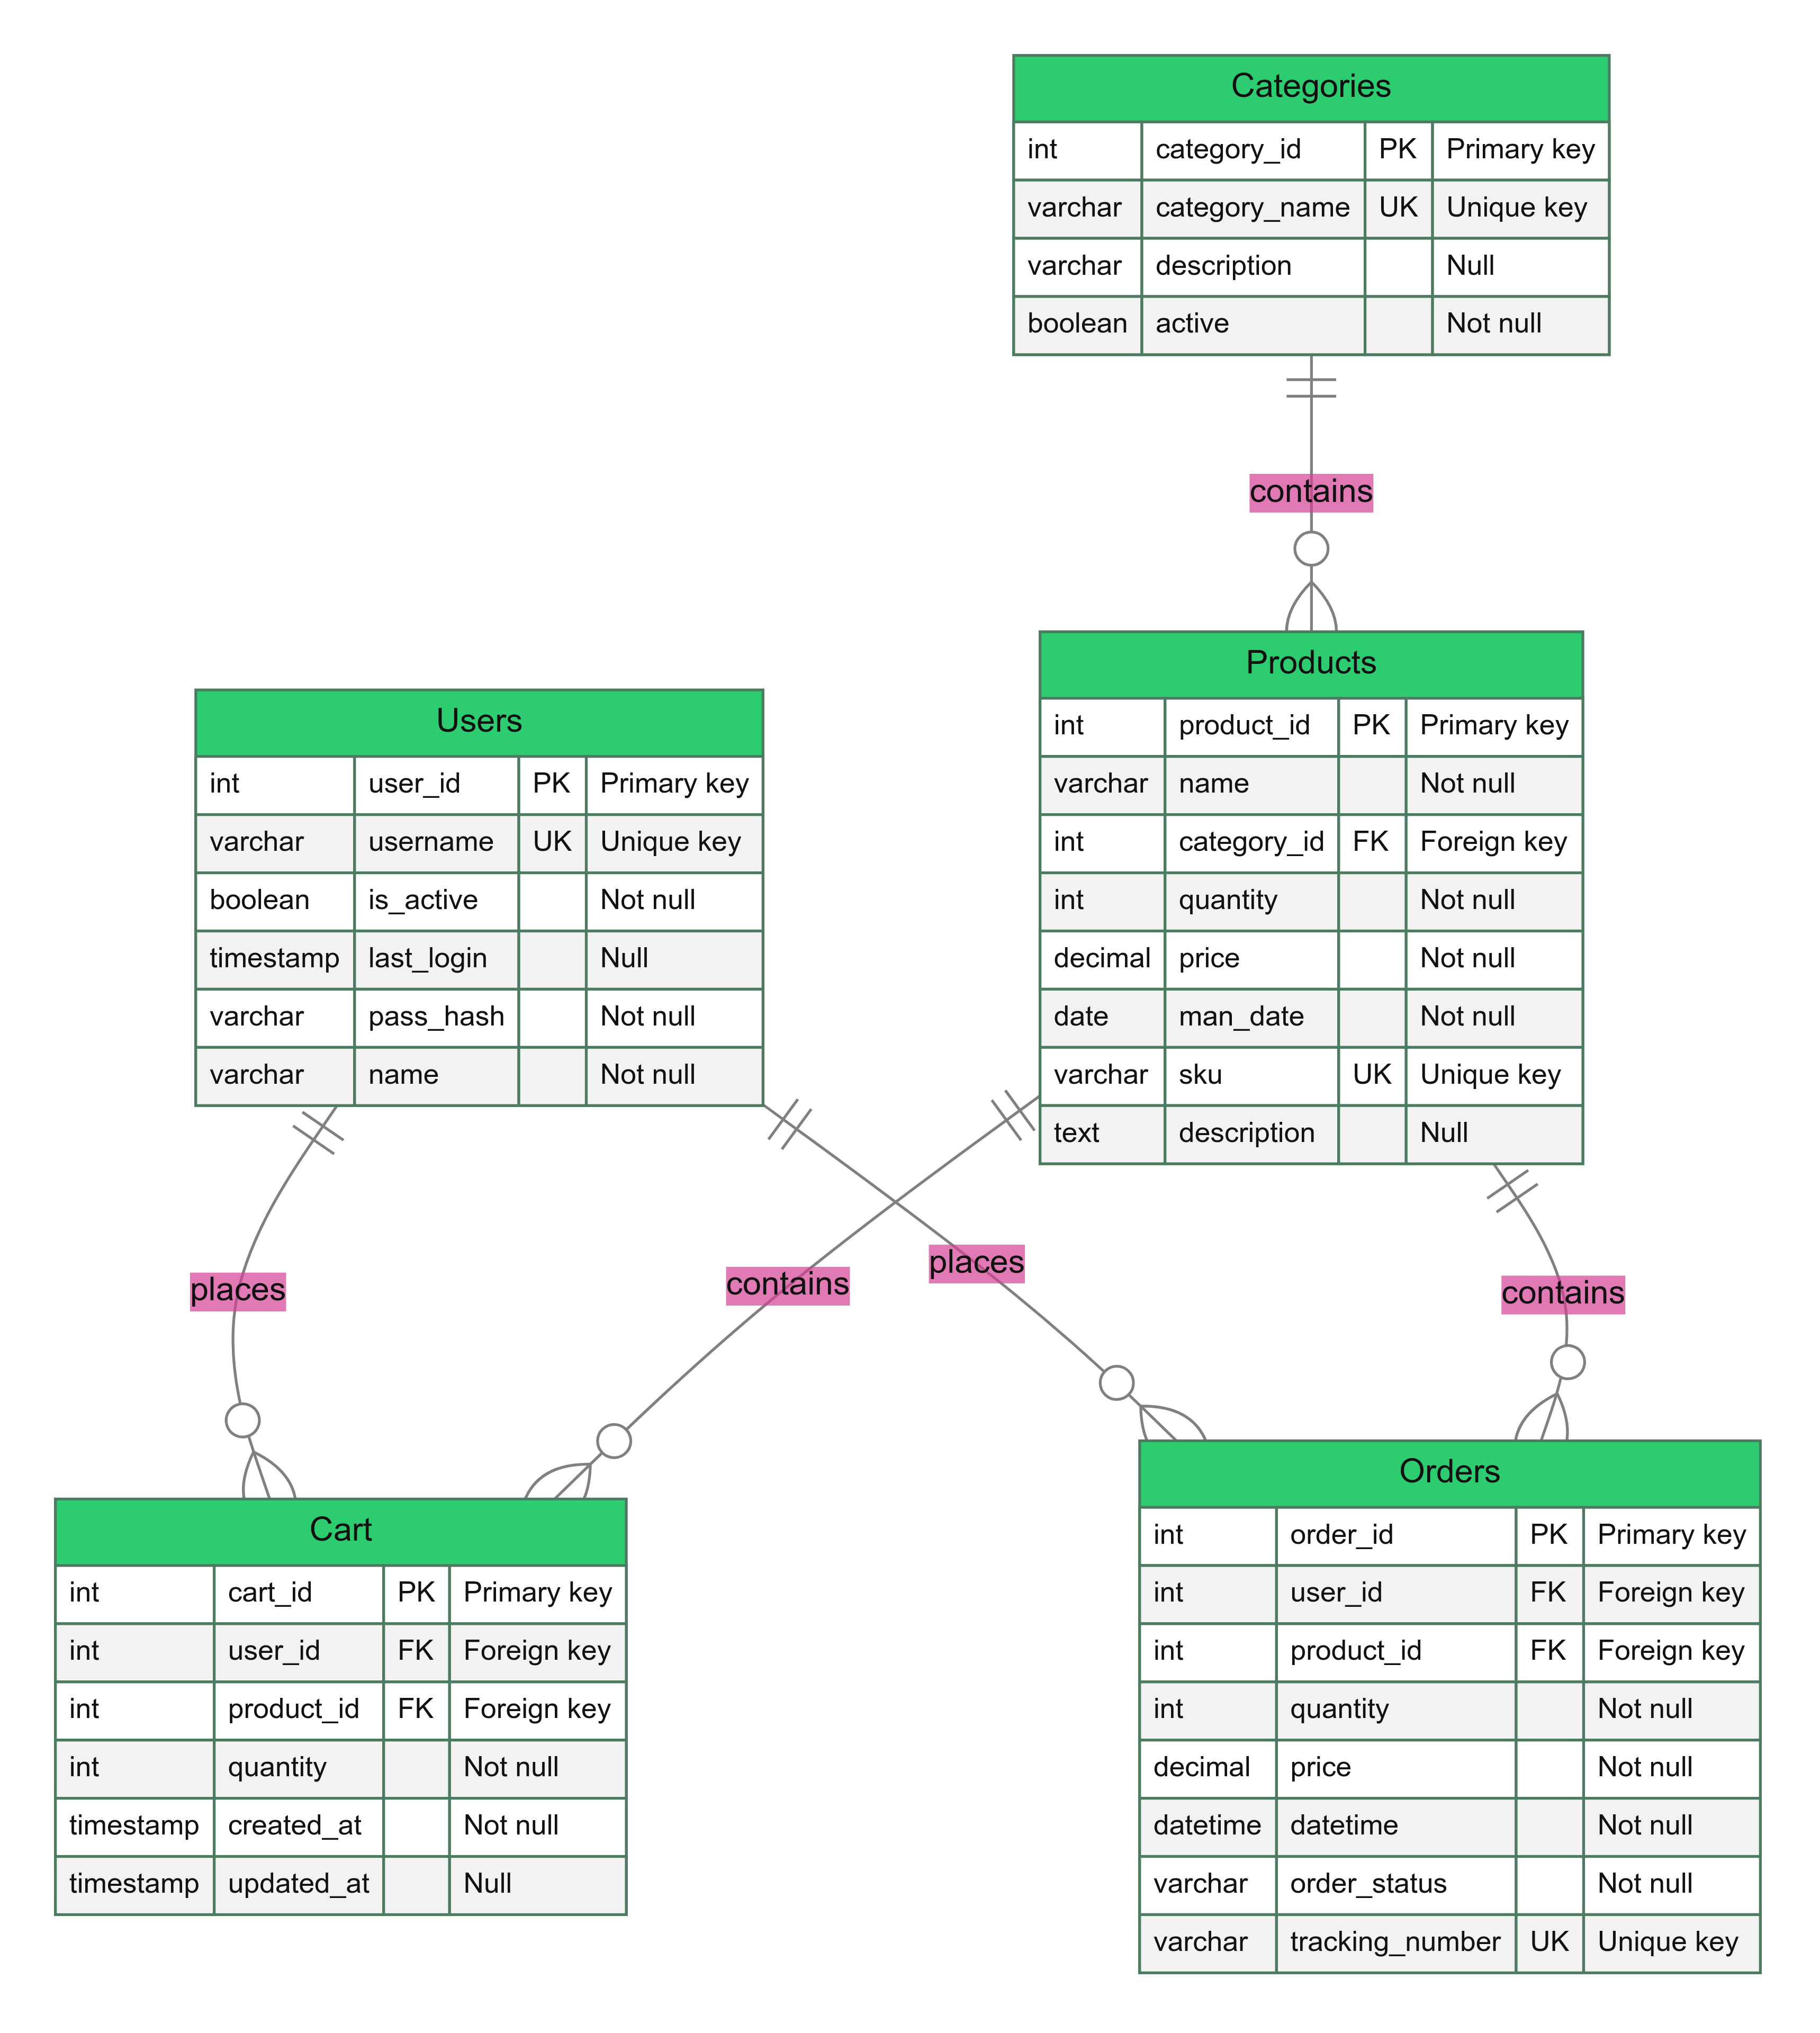 Categories
int category_id PK Primary key
varchar category_name UK Unique key
varchar description Null
boolean active Not null
contains
Products
int product_id PK Primary key
varchar name Not null
int category_id FK Foreign key
int quantity Not null
decimal price Not null
date man_date Not null
varchar sku UK Unique key
text description Null
Users
int user_id PK Primary key
varchar username UK Unique key
boolean is_active Not null
timestamp last_login Null
varchar pass_hash Not null
varchar name Not null
places
contains
places
contains
Cart
int cart_id PK Primary key
int user_id FK Foreign key
int product_id FK Foreign key
int quantity Not null
timestamp created_at Not null
timestamp updated_at Null
Orders
int order_id PK Primary key
int user_id FK Foreign key
int product_id FK Foreign key
int quantity Not null
decimal price Not null
datetime datetime Not null
varchar order_status Not null
varchar tracking_number UK Unique key